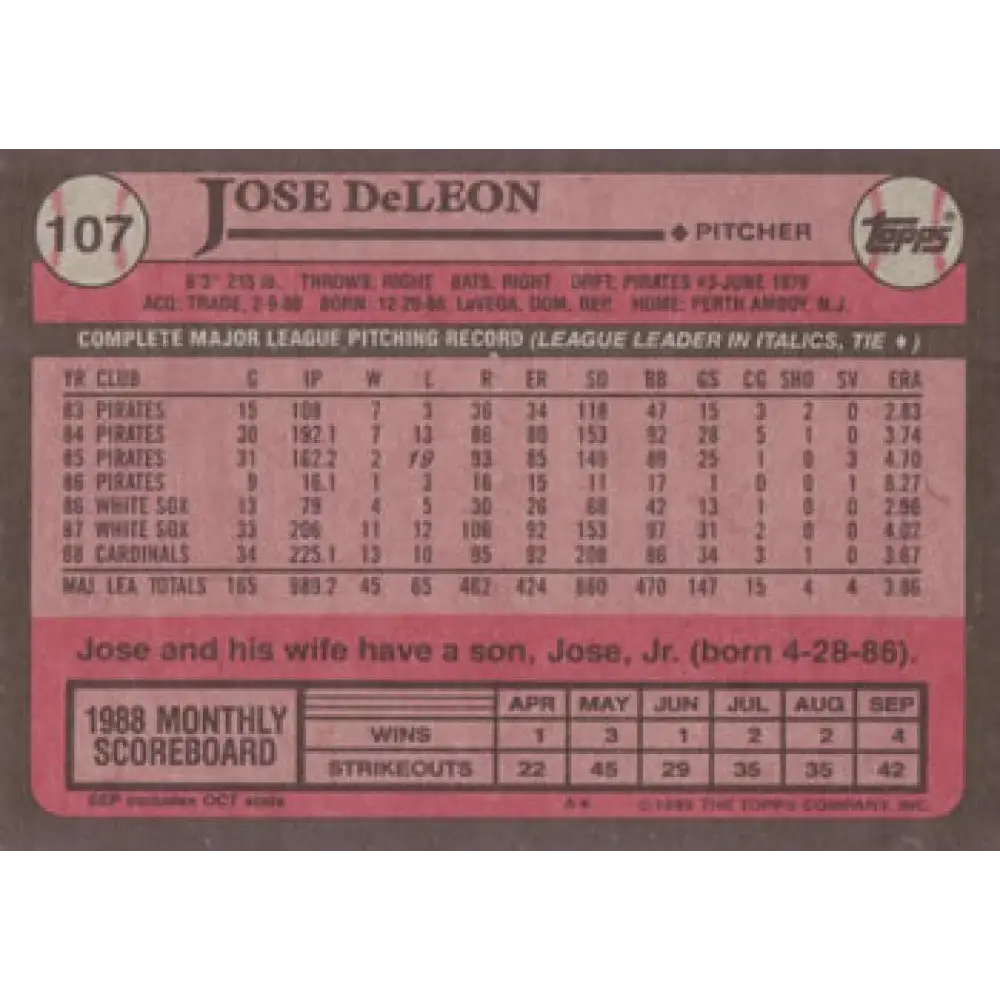 107
JOSE DeLEON
♦ PITCHER
TOPPS®
6'3" 215 lb. THROWS: RIGHT BATS: RIGHT DRFT: PIRATES #3-JUNE 1979
ACQ: TRADE, 2-9-88 BORN: LaVEGA, DOM. REP. HOME: PERTH AMBOY, N.J.
COMPLETE MAJOR LEAGUE PITCHING RECORD (LEAGUE LEADER IN ITALICS, TIE ♦)
YR CLUB G IP W L R ER SO BB GS CG SHO SV ERA
83 PIRATES 15 108 7 3 36 34 118 47 15 3 2 0 2.83
84 PIRATES 30 192.1 7 13 86 80 153 92 28 5 1 0 3.74
85 PIRATES 31 162.2 2 19 93 85 149 89 25 1 0 3 4.70
86 PIRATES 9 16.1 1 3 16 15 11 17 1 0 0 1 8.27
86 WHITE SOX 13 79 4 5 30 26 68 42 13 1 0 0 2.96
87 WHITE SOX 33 206 11 12 106 92 153 97 31 2 0 0 4.02
88 CARDINALS 34 225.1 13 10 95 92 208 86 34 3 1 0 3.67
MAJ. LEA. TOTALS 165 989.2 45 65 462 424 860 470 147 15 4 4 3.86
Jose and his wife have a son, Jose, Jr. (born 4-28-86).
1988 MONTHLY SCOREBOARD
APR MAY JUN JUL AUG SEP
WINS 1 3 1 2 2 4
STRIKEOUTS 22 45 29 35 35 42
SEP excludes OCT stats
A* © 1989 THE TOPPS COMPANY, INC.